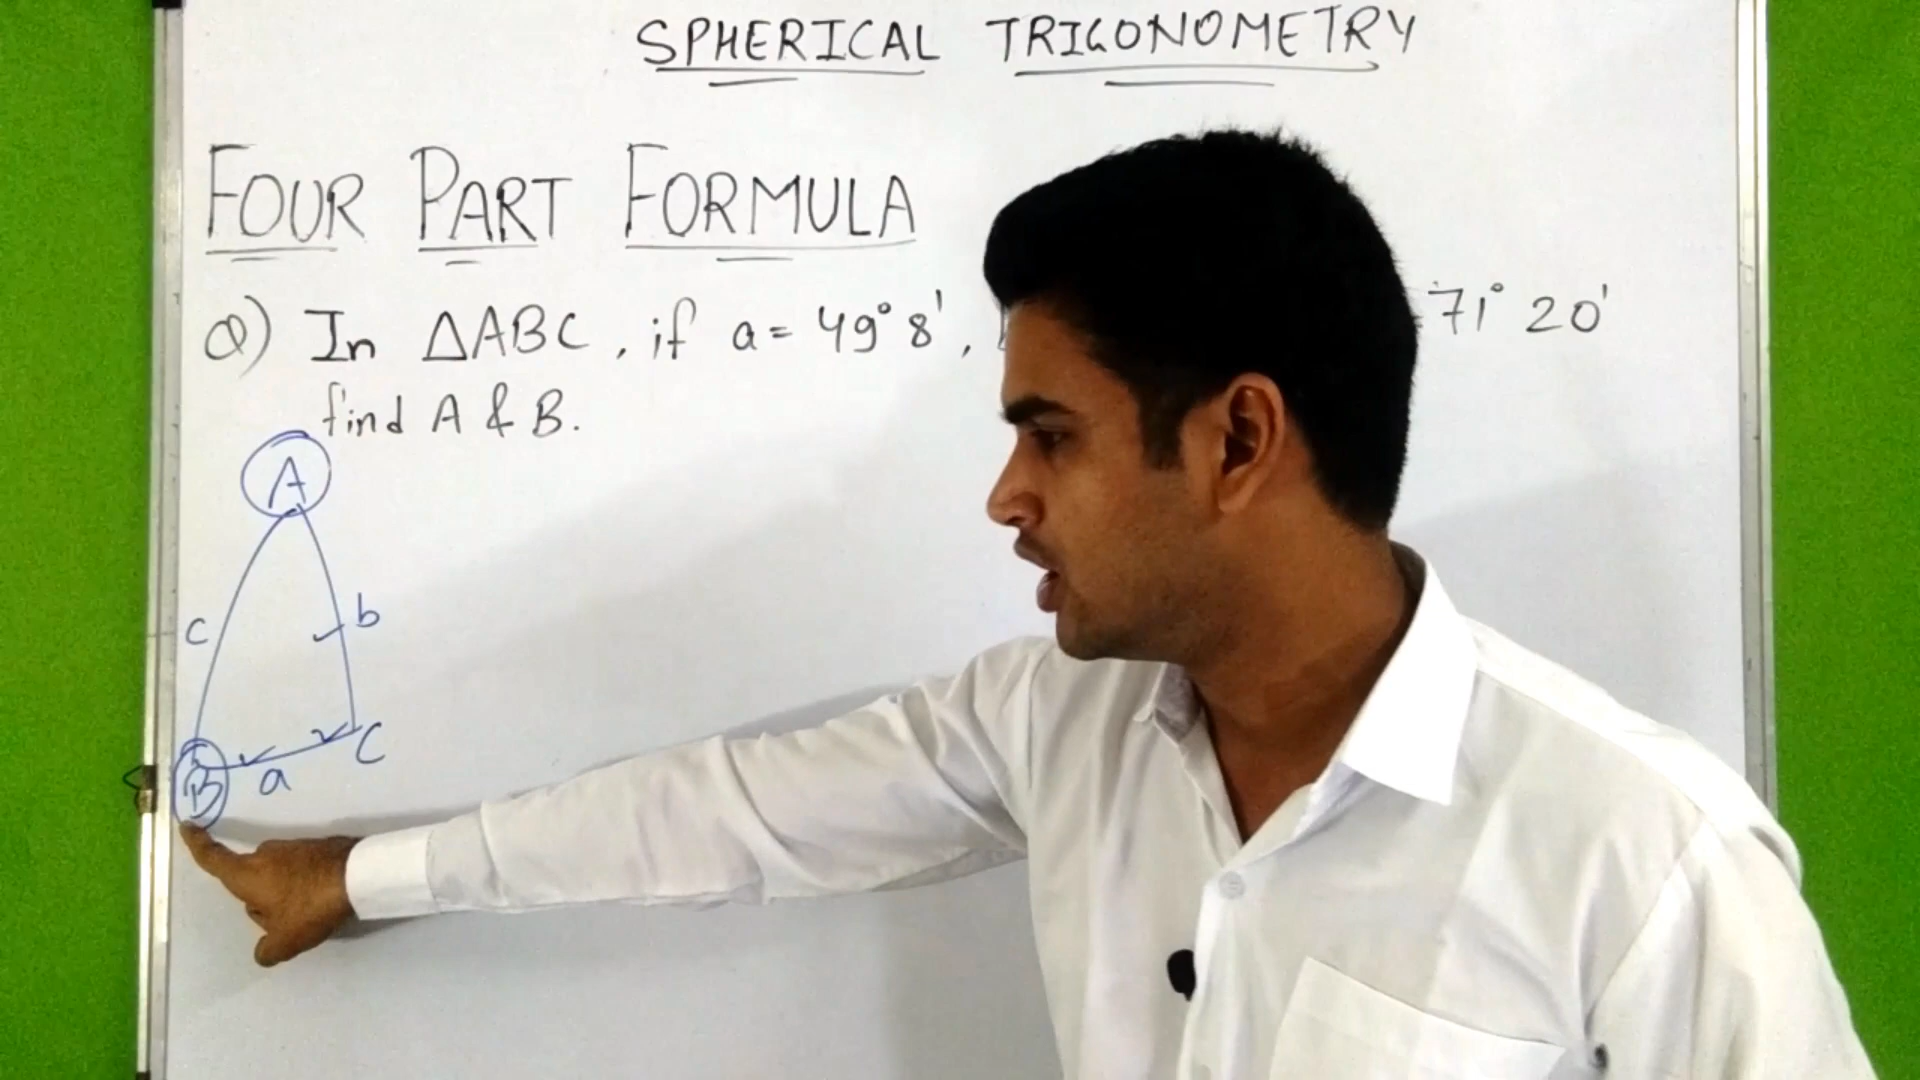 SPHERICAL TRIGONOMETRY
FOUR PART FORMULA
Q) In ΔABC, if a = 49° 8', 71° 20'
find A & B.
A
c
b
B
a
C